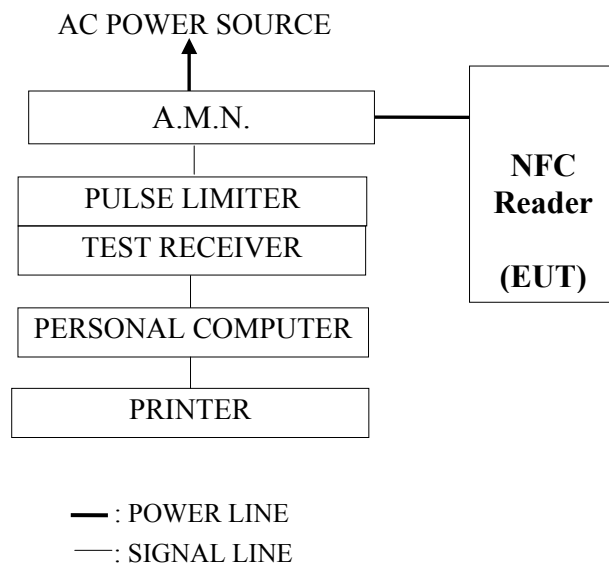 AC POWER SOURCE
A.M.N.
PULSE LIMITER
TEST RECEIVER
PERSONAL COMPUTER
PRINTER
NFC
Reader
(EUT)
: POWER LINE
: SIGNAL LINE